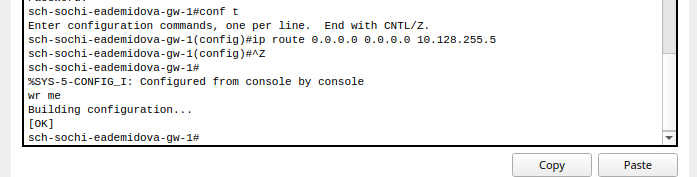 sch-sochi-eademidova-gw-1#conf t
Enter configuration commands, one per line.  End with CNTL/Z.
sch-sochi-eademidova-gw-1(config)#ip route 0.0.0.0 0.0.0.0 10.128.255.5
sch-sochi-eademidova-gw-1(config)#^Z
sch-sochi-eademidova-gw-1#
%SYS-5-CONFIG_I: Configured from console by console
wr me
Building configuration...
[OK]
sch-sochi-eademidova-gw-1#
Copy
Paste